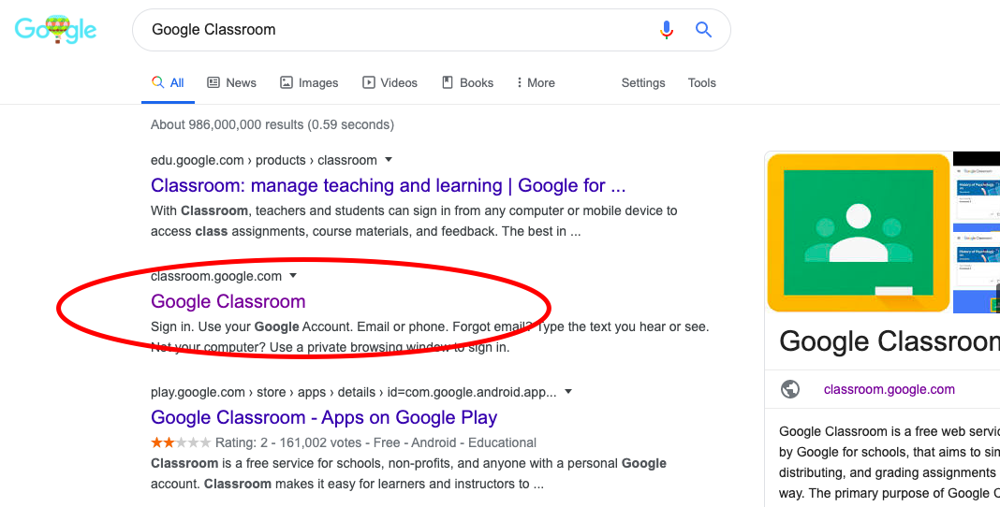 Google
Google Classroom
All News Images Videos Books More Settings Tools
About 986,000,000 results (0.59 seconds)
edu.google.com › products › classroom
Classroom: manage teaching and learning | Google for ...
With Classroom, teachers and students can sign in from any computer or mobile device to
access class assignments, course materials, and feedback. The best in ...
classroom.google.com
Google Classroom
Sign in. Use your Google Account. Email or phone. Forgot email? Type the text you hear or see.
Not your computer? Use a private browsing window to sign in.
play.google.com › store › apps › details › id=com.google.android.app...
Google Classroom - Apps on Google Play
Rating: 2 - 161,002 votes - Free - Android - Educational
Classroom is a free service for schools, non-profits, and anyone with a personal Google
account. Classroom makes it easy for learners and instructors to ...
Google Classroom
classroom.google.com
Google Classroom is a free web servic
by Google for schools, that aims to sim
distributing, and grading assignments
way. The primary purpose of Google C